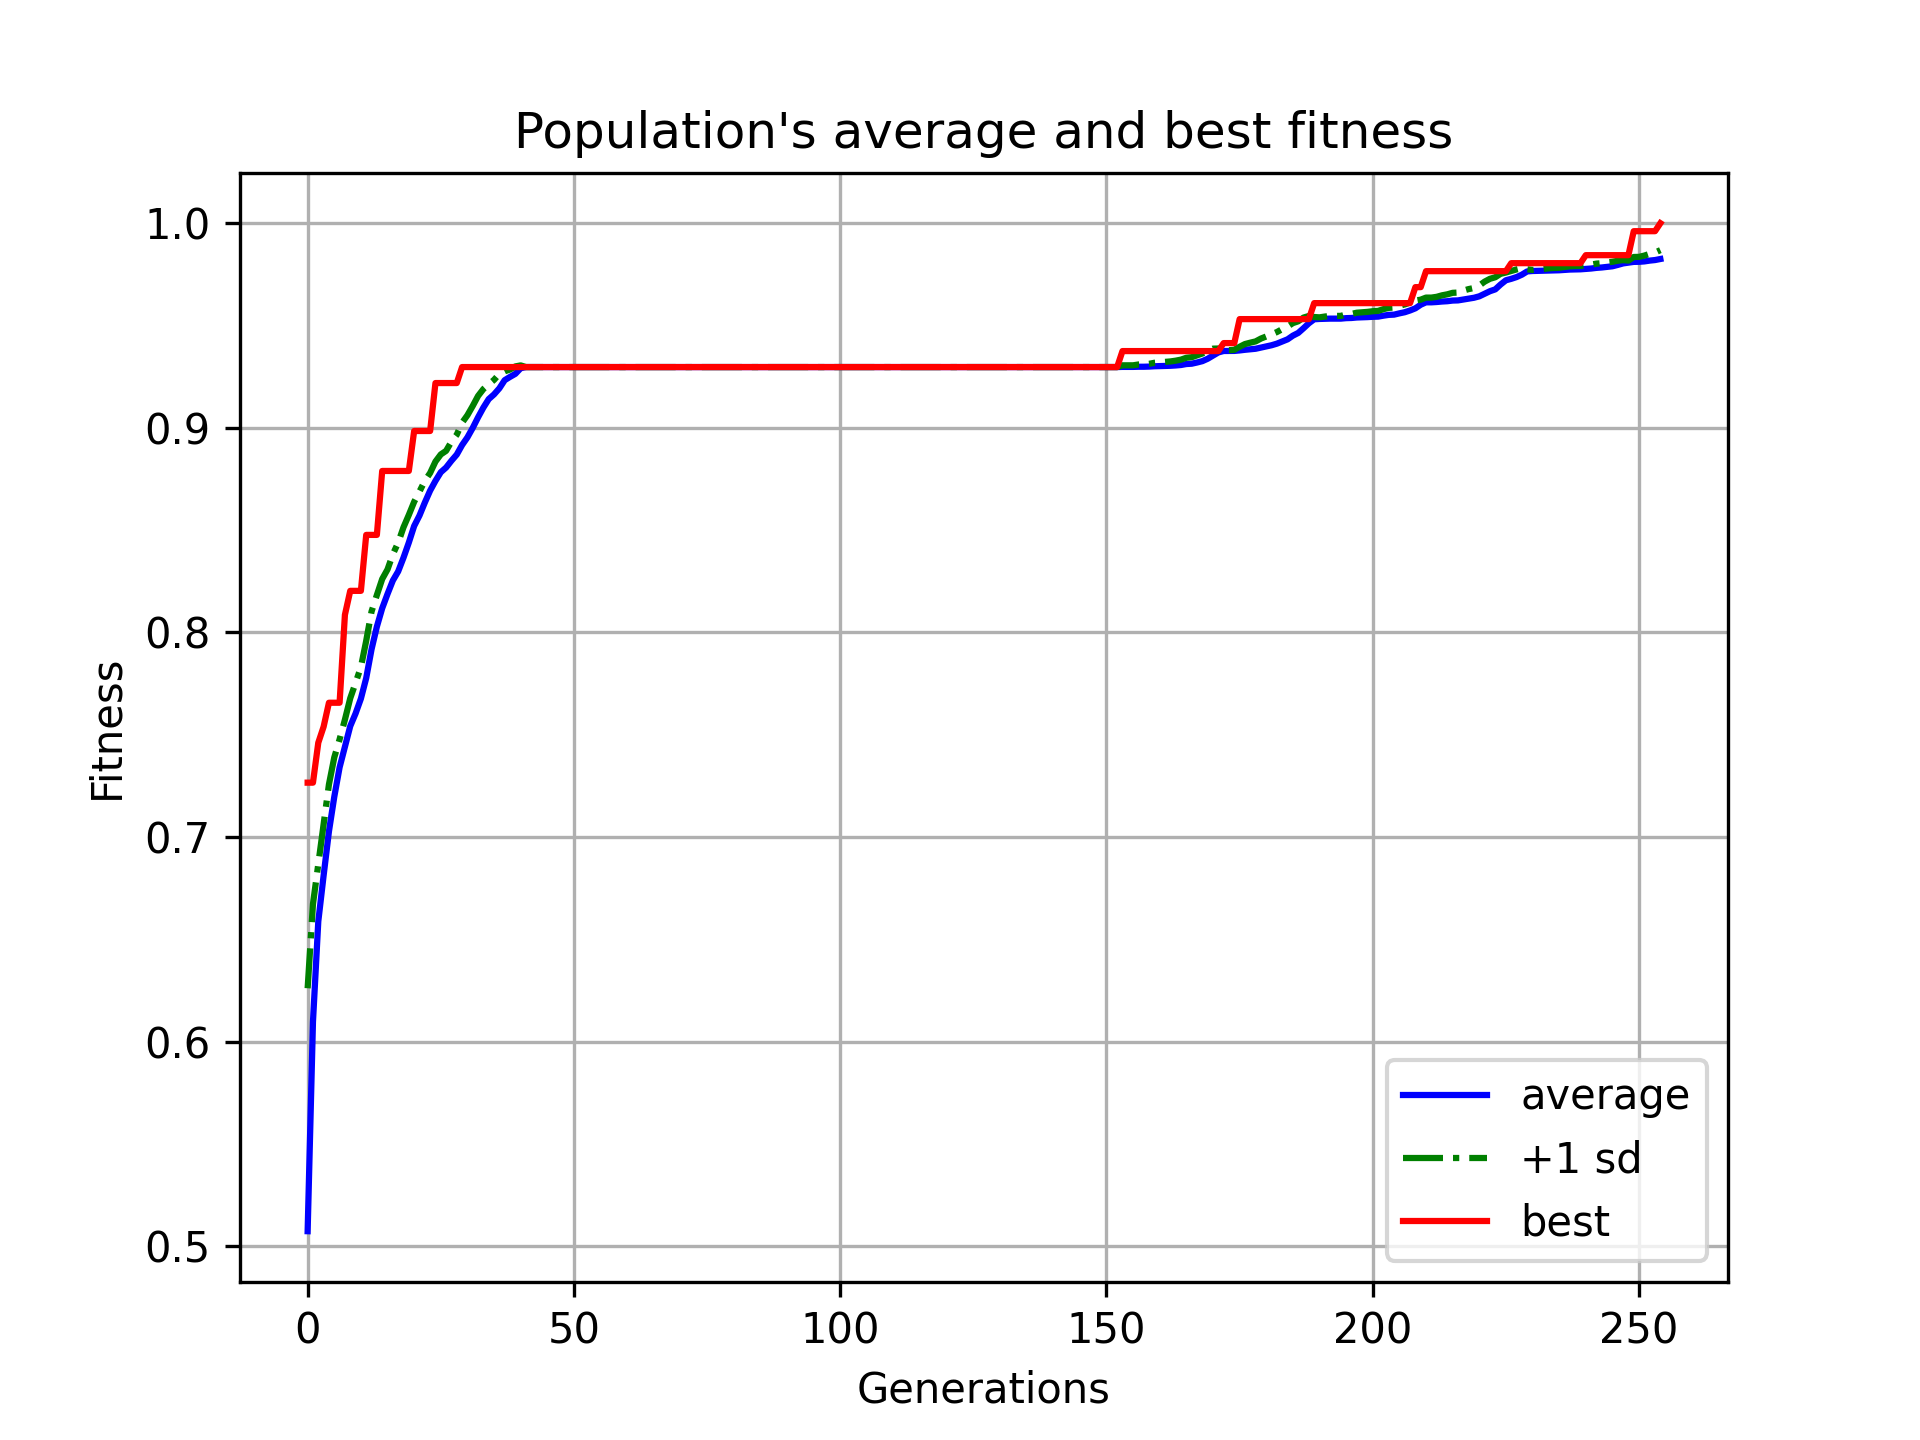 Population's average and best fitness
1.0
0.9
0.8
0.7
0.6
0.5
Fitness
0 50 100 150 200 250
Generations
average
+1 sd
best